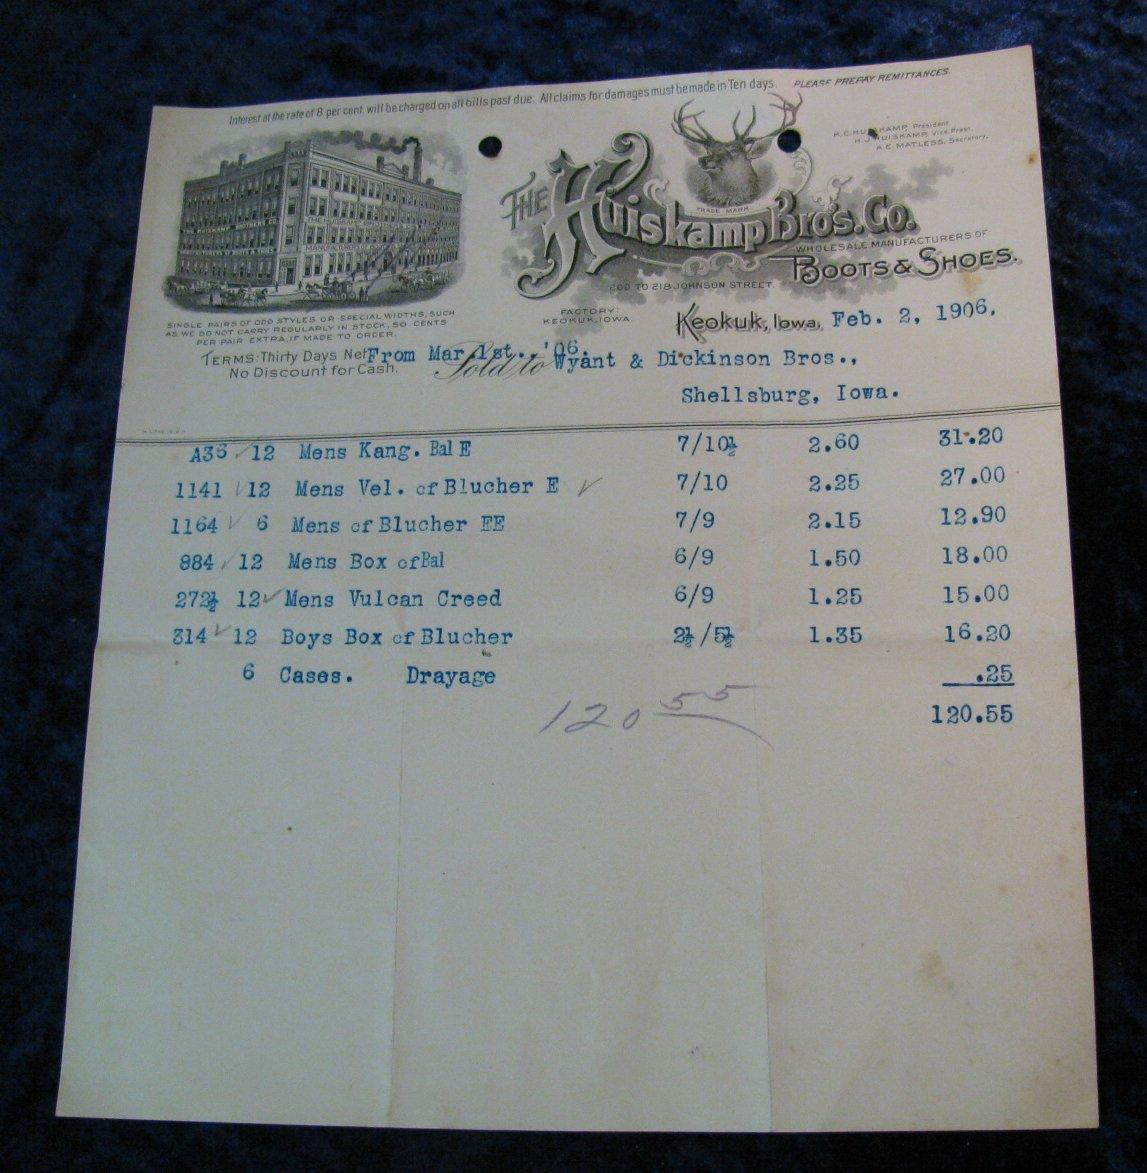 Interest at the rate of 8 per cent. will be charged on all bills past due. All claims for damages must be made in Ten days. PLEASE PREPAY REMITTANCES.
H.C. HUISKAMP, President
H.J. HUISKAMP, Vice Prest.
A.E. MATLESS, Secretary.
TRADE MARK
THE Huiskamp Bros. Co.
WHOLESALE MANUFACTURERS OF
BOOTS & SHOES.
200 TO 218 JOHNSON STREET.
FACTORY:
KEOKUK, IOWA.
SINGLE PAIRS OF ODD STYLES OR SPECIAL WIDTHS, SUCH
AS WE DO NOT CARRY REGULARLY IN STOCK, 50 CENTS
PER PAIR EXTRA, IF MADE TO ORDER.
Keokuk, Iowa, Feb. 2, 1906.
TERMS: Thirty Days Net From Mar. 1st., '06.
No Discount for Cash.
Sold to Wyant & Dickinson Bros.,
Shellsburg, Iowa.
A36 ✓ 12 Mens Kang. Bal E 7/10½ 2.60 31.20
1141 ✓ 12 Mens Vel. cf Blucher E ✓ 7/10 2.25 27.00
1164 ✓ 6 Mens cf Blucher EE 7/9 2.15 12.90
884 ✓ 12 Mens Box cf Bal 6/9 1.50 18.00
272½ 12 ✓ Mens Vulcan Creed 6/9 1.25 15.00
314 ✓ 12 Boys Box cf Blucher 2½/5½ 1.35 16.20
6 Cases. Drayage .25
120.55
120 55